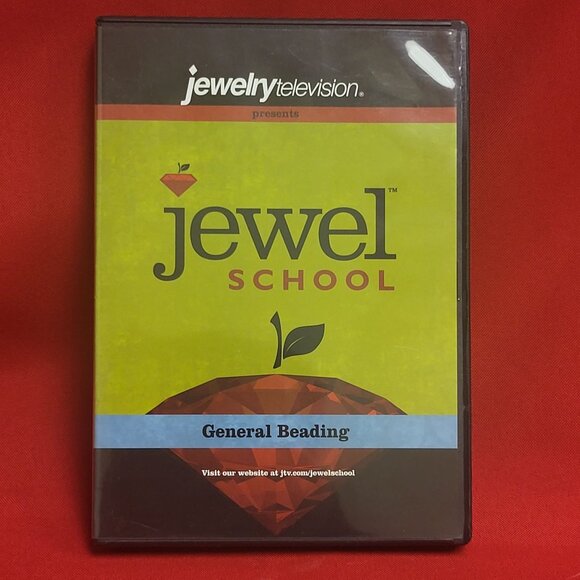 jewelrytelevision®
presents
jewel™
SCHOOL
General Beading
Visit our website at jtv.com/jewelschool